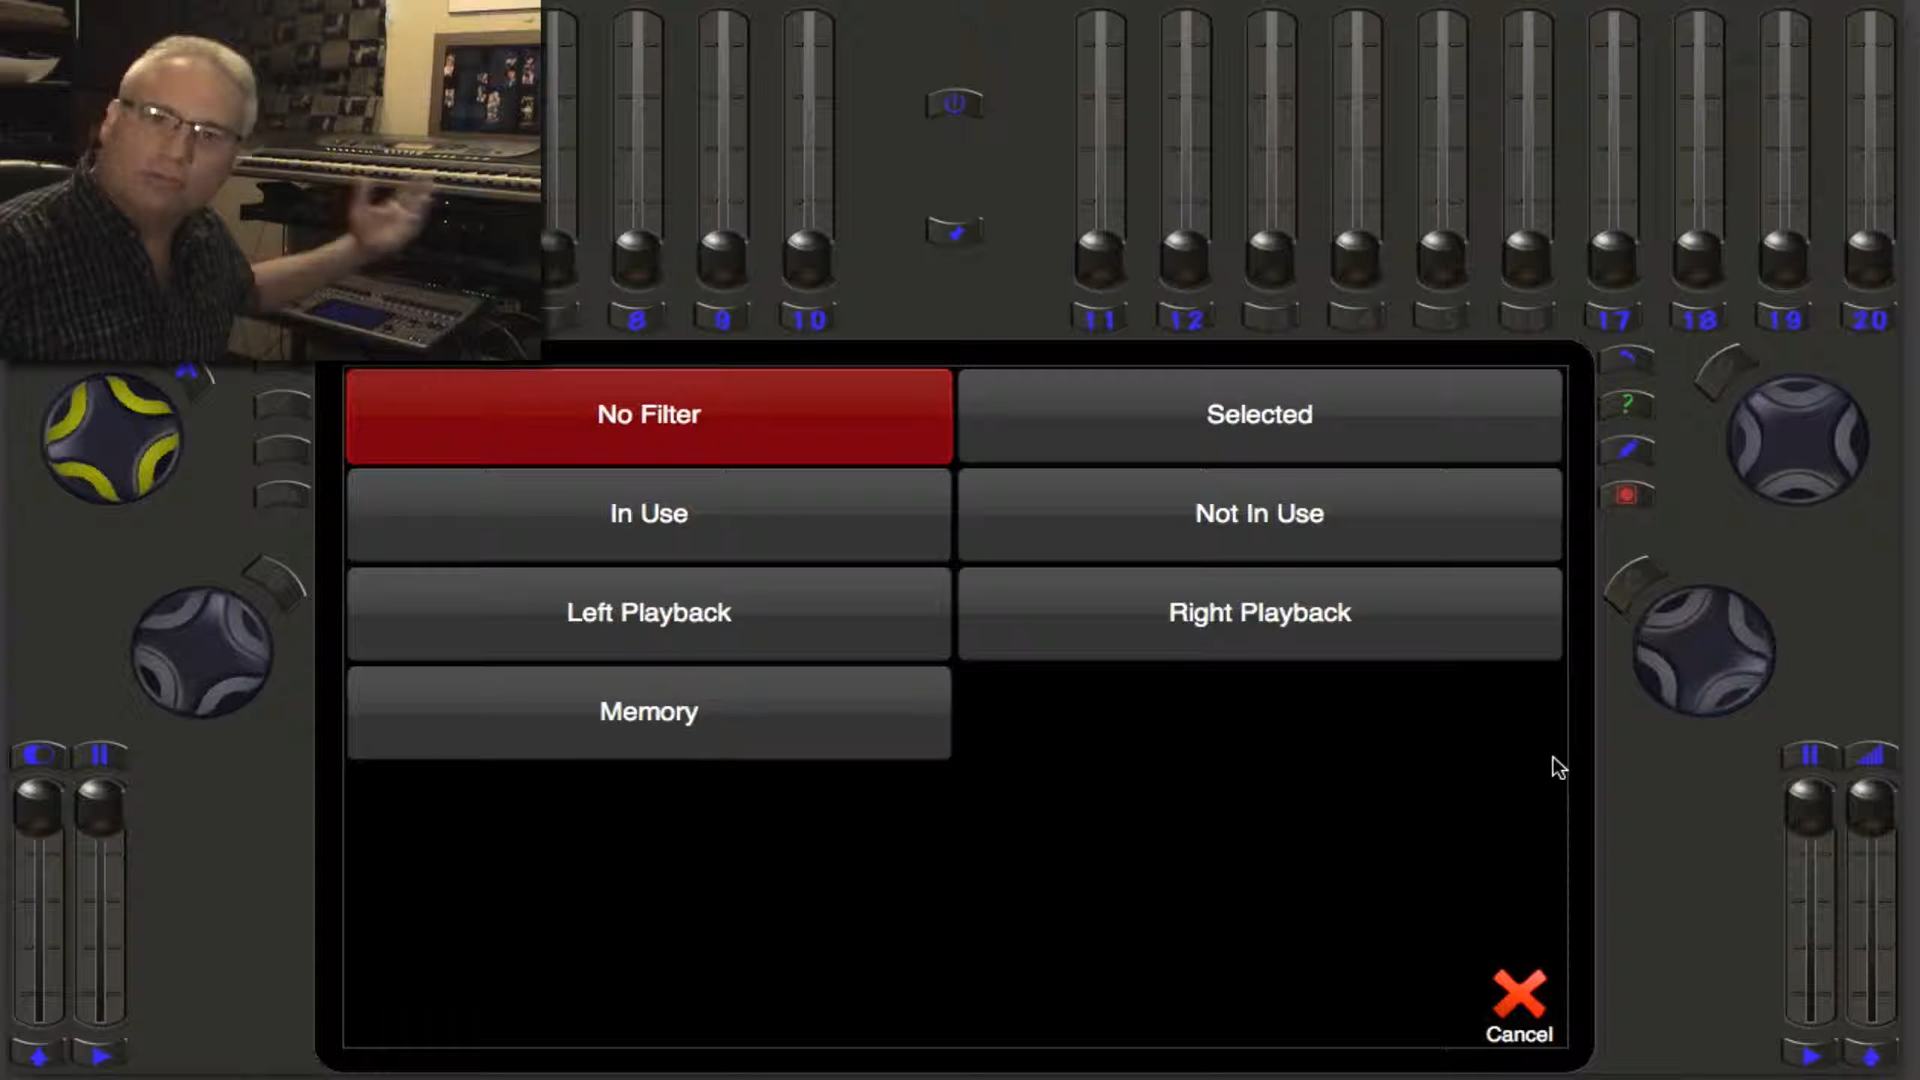 8 9 10 11 12 17 18 19 20
No Filter Selected
?
In Use Not In Use
Left Playback Right Playback
Memory
Cancel